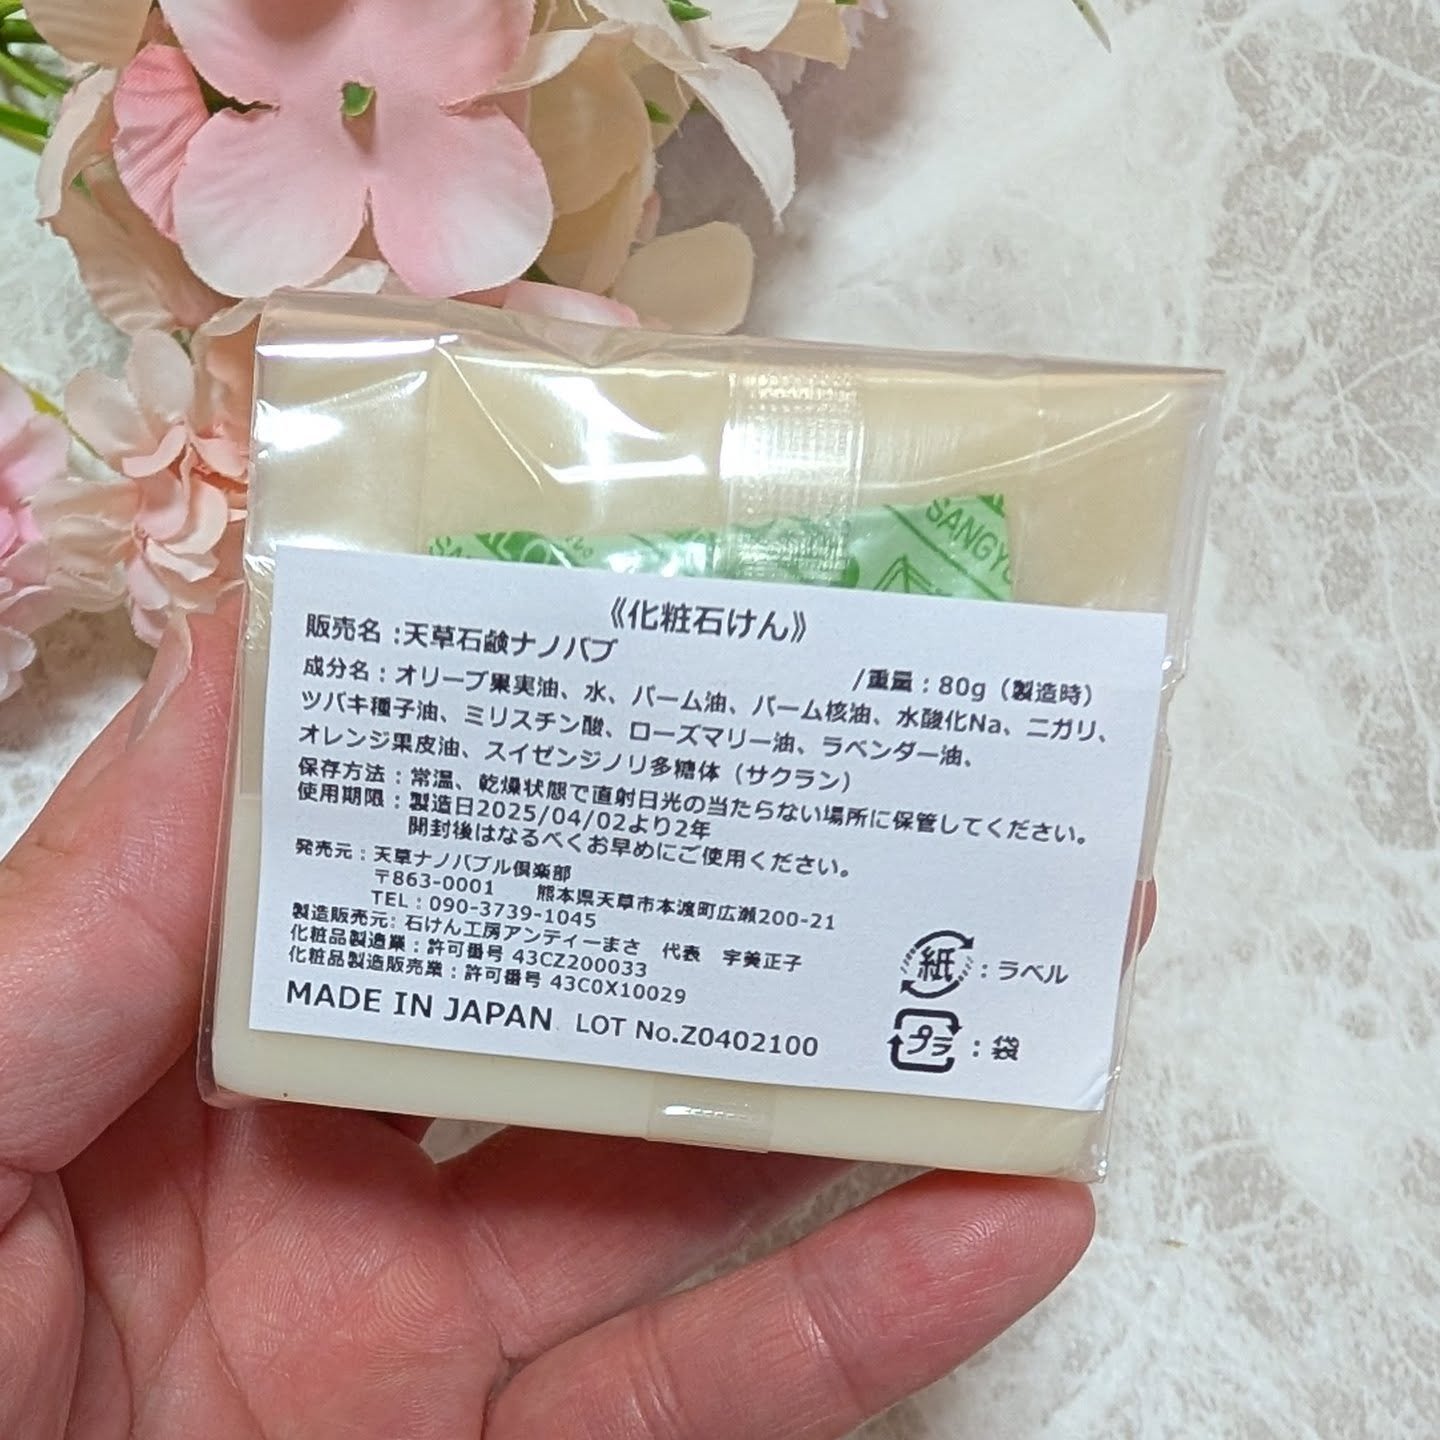 SANGYO
《化粧石けん》
販売名:天草石鹸ナノバブ
/重量:80g（製造時）
成分名:オリーブ果実油、水、パーム油、パーム核油、水酸化Na、ニガリ、
ツバキ種子油、ミリスチン酸、ローズマリー油、ラベンダー油、
オレンジ果皮油、スイゼンジノリ多糖体（サクラン）
保存方法:常温、乾燥状態で直射日光の当たらない場所に保管してください。
使用期限:製造日2025/04/02より2年
開封後はなるべくお早めにご使用ください。
発売元:天草ナノバブル倶楽部
〒863-0001 熊本県天草市本渡町広瀬200-21
TEL:090-3739-1045
製造販売元:石けん工房アンティーまさ 代表 宇美正子
化粧品製造業:許可番号 43CZ200033
化粧品製造販売業:許可番号 43C0X10029
MADE IN JAPAN LOT No.Z0402100
紙:ラベル
プラ:袋